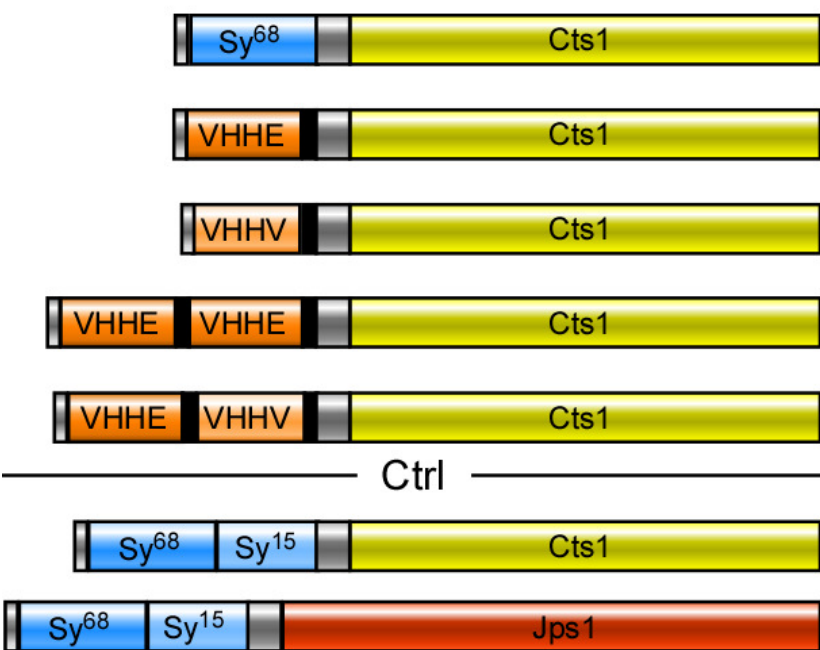 Sy⁶⁸ Cts1
VHHE Cts1
VHHV Cts1
VHHE VHHE Cts1
VHHE VHHV Cts1
Ctrl
Sy⁶⁸ Sy¹⁵ Cts1
Sy⁶⁸ Sy¹⁵ Jps1